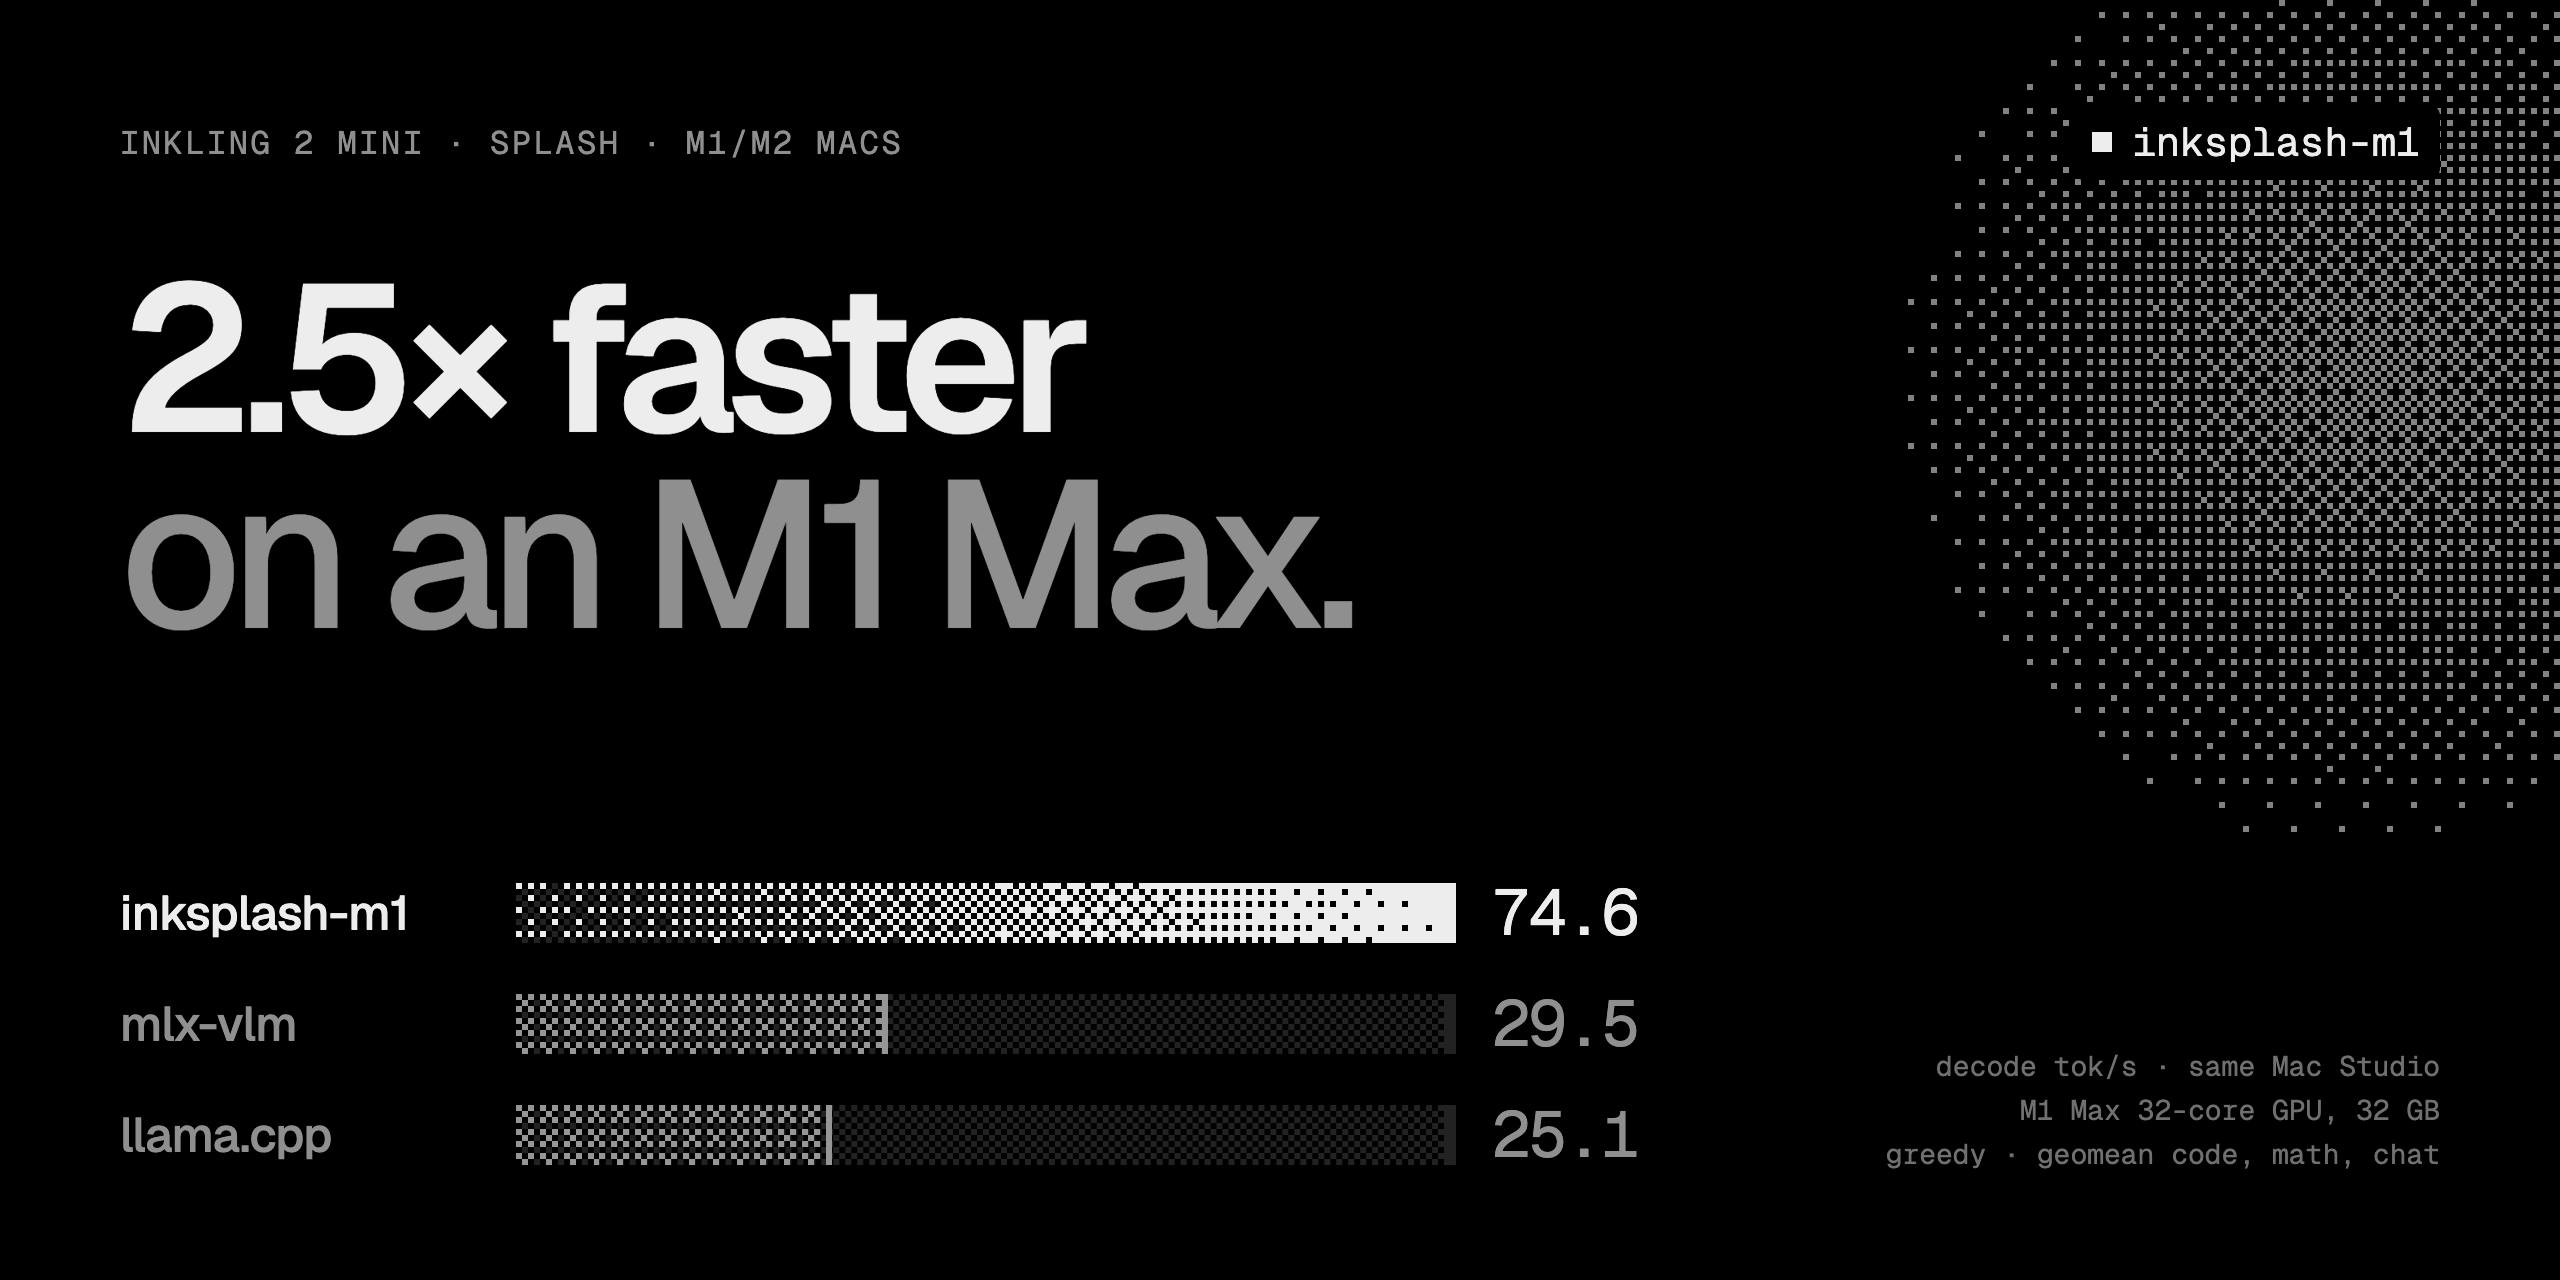 INKLING 2 MINI · SPLASH · M1/M2 MACS
inksplash-m1
2.5× faster
on an M1 Max.
inksplash-m1 74.6
mlx-vlm 29.5
llama.cpp 25.1
decode tok/s · same Mac Studio
M1 Max 32-core GPU, 32 GB
greedy · geomean code, math, chat